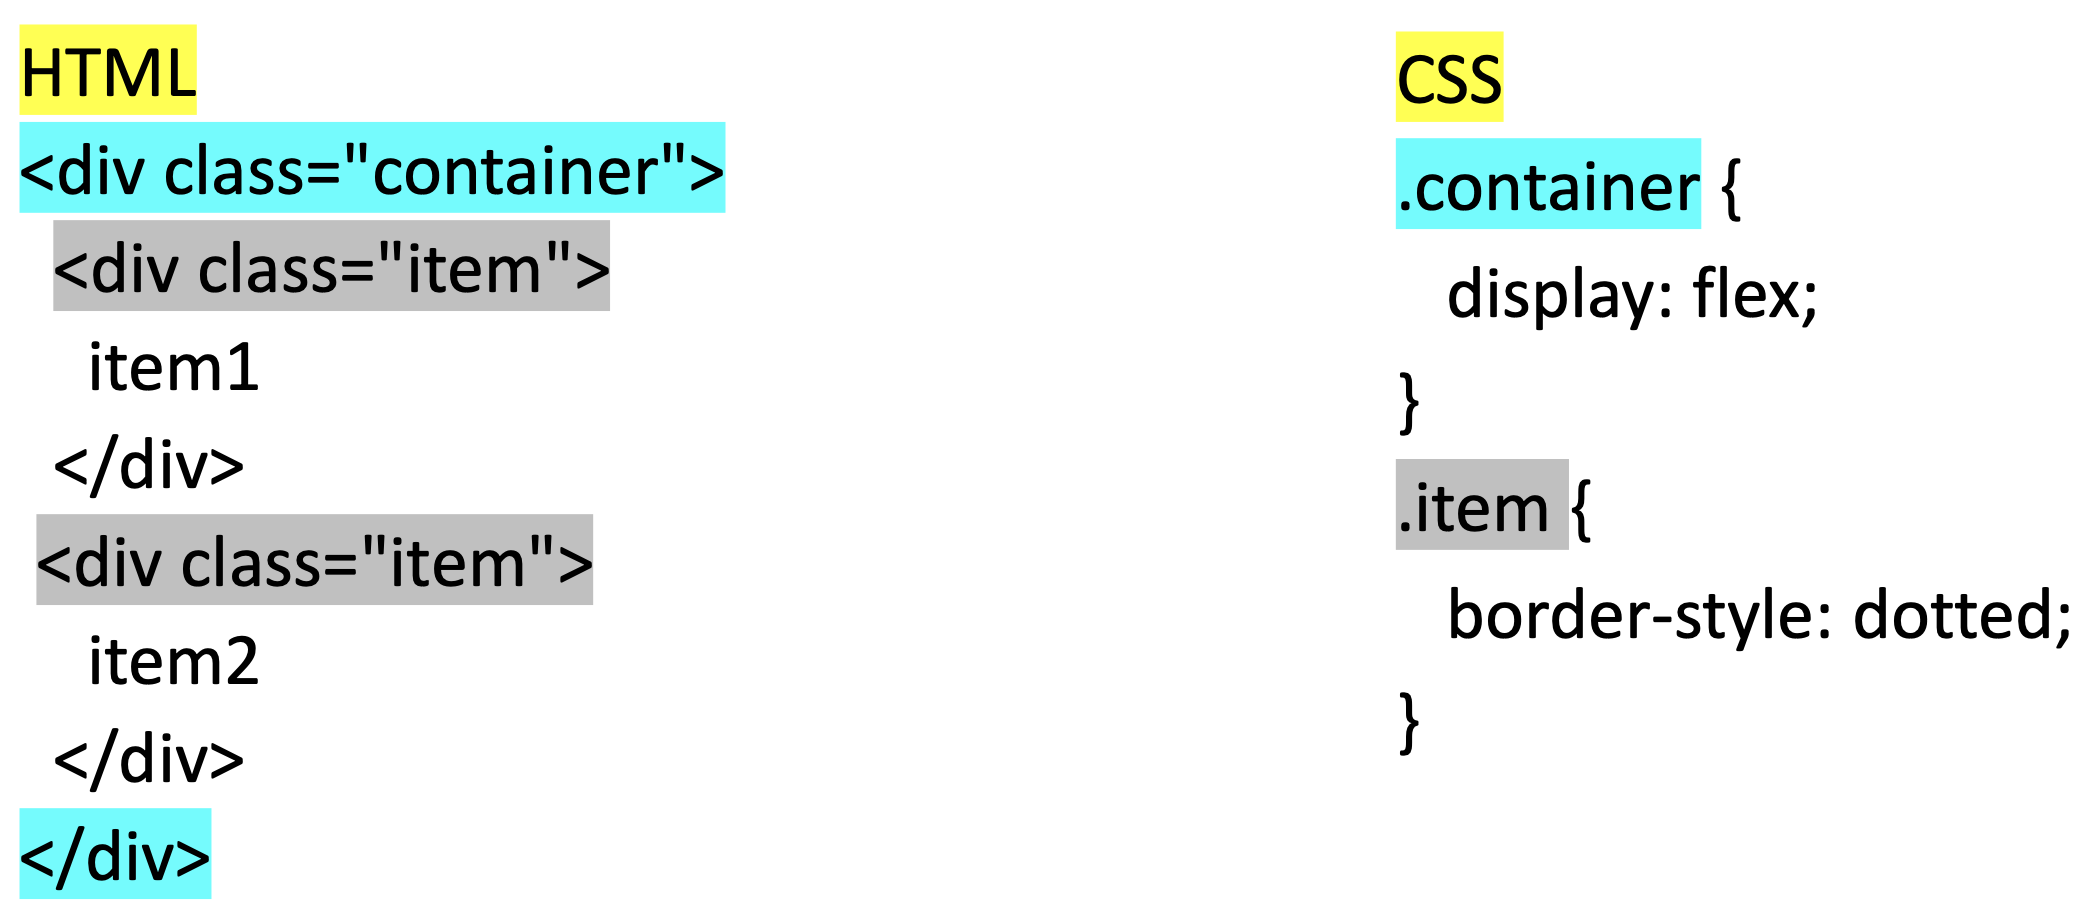 HTML
<div class="container">
<div class="item">
item1
</div>
<div class="item">
item2
</div>
</div>
CSS
.container {
display: flex;
}
.item {
border-style: dotted;
}